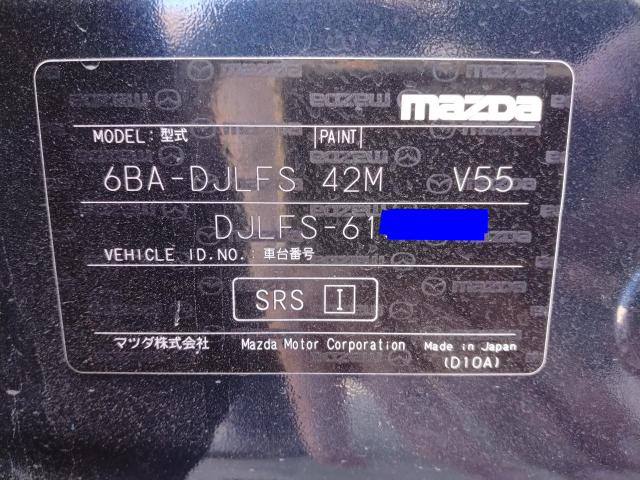 mazda
MODEL: 型式 PAINT
6BA-DJLFS 42M V55
DJLFS-61
VEHICLE ID.NO.: 車台番号
SRS I
マツダ株式会社 Mazda Motor Corporation Made in Japan
(D10A)